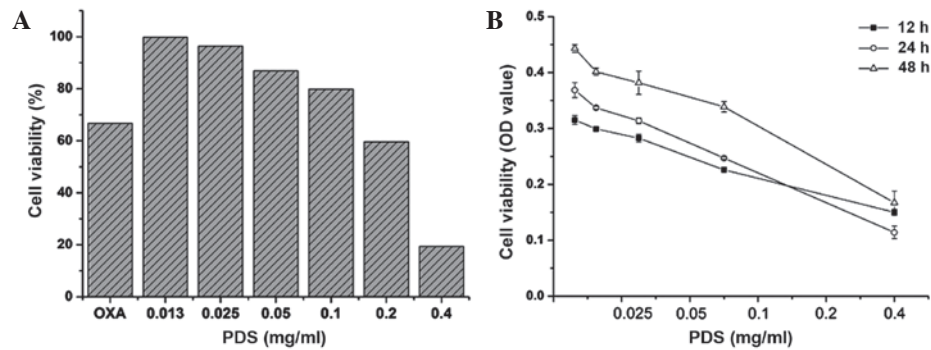 A
Cell viability (%)
100
80
60
40
20
0
OXA 0.013 0.025 0.05 0.1 0.2 0.4
PDS (mg/ml)
B
12 h
24 h
48 h
Cell viability (OD value)
0.5
0.4
0.3
0.2
0.1
0.0
0.025 0.05 0.1 0.2 0.4
PDS (mg/ml)